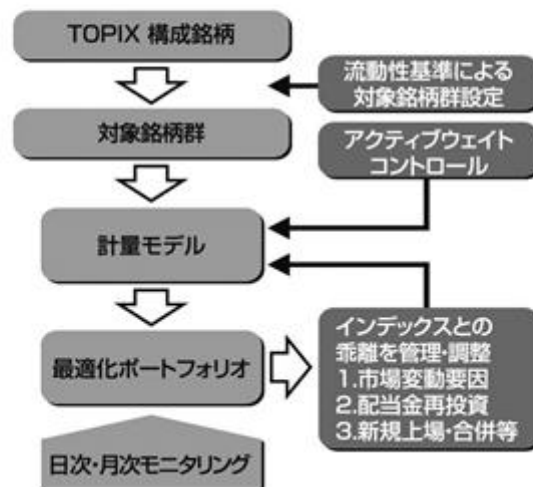 TOPIX 構成銘柄
流動性基準による
対象銘柄群設定
対象銘柄群
アクティブウェイト
コントロール
計量モデル
最適化ポートフォリオ
インデックスとの
乖離を管理・調整
1.市場変動要因
2.配当金再投資
3.新規上場・合併等
日次・月次モニタリング